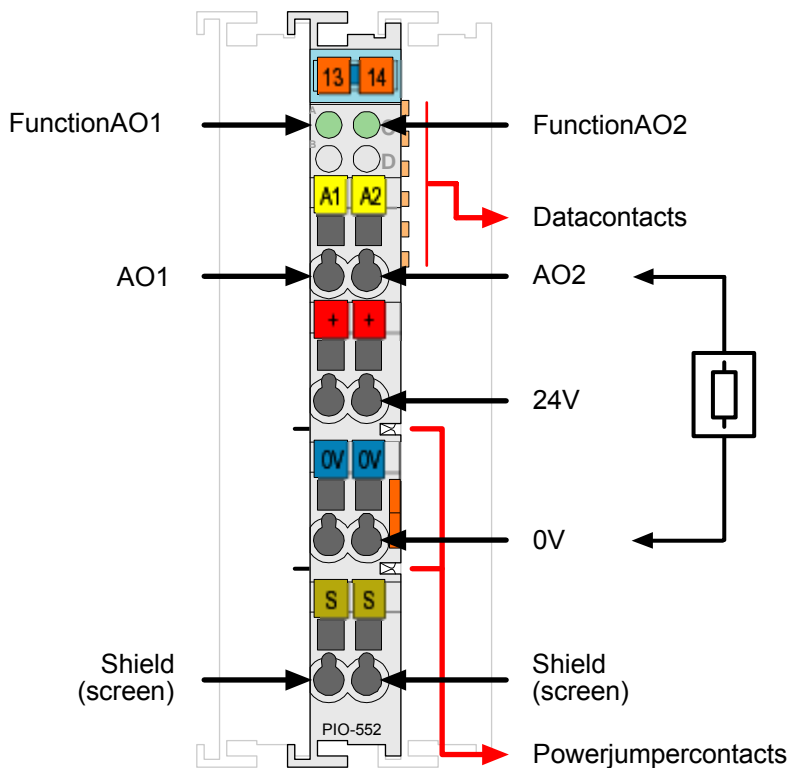 13 14
A
C
FunctionAO1
FunctionAO2
B
D
A1 A2
Datacontacts
AO1
AO2
+ +
24V
0V 0V
0V
S S
Shield
(screen)
Shield
(screen)
PIO-552
Powerjumpercontacts